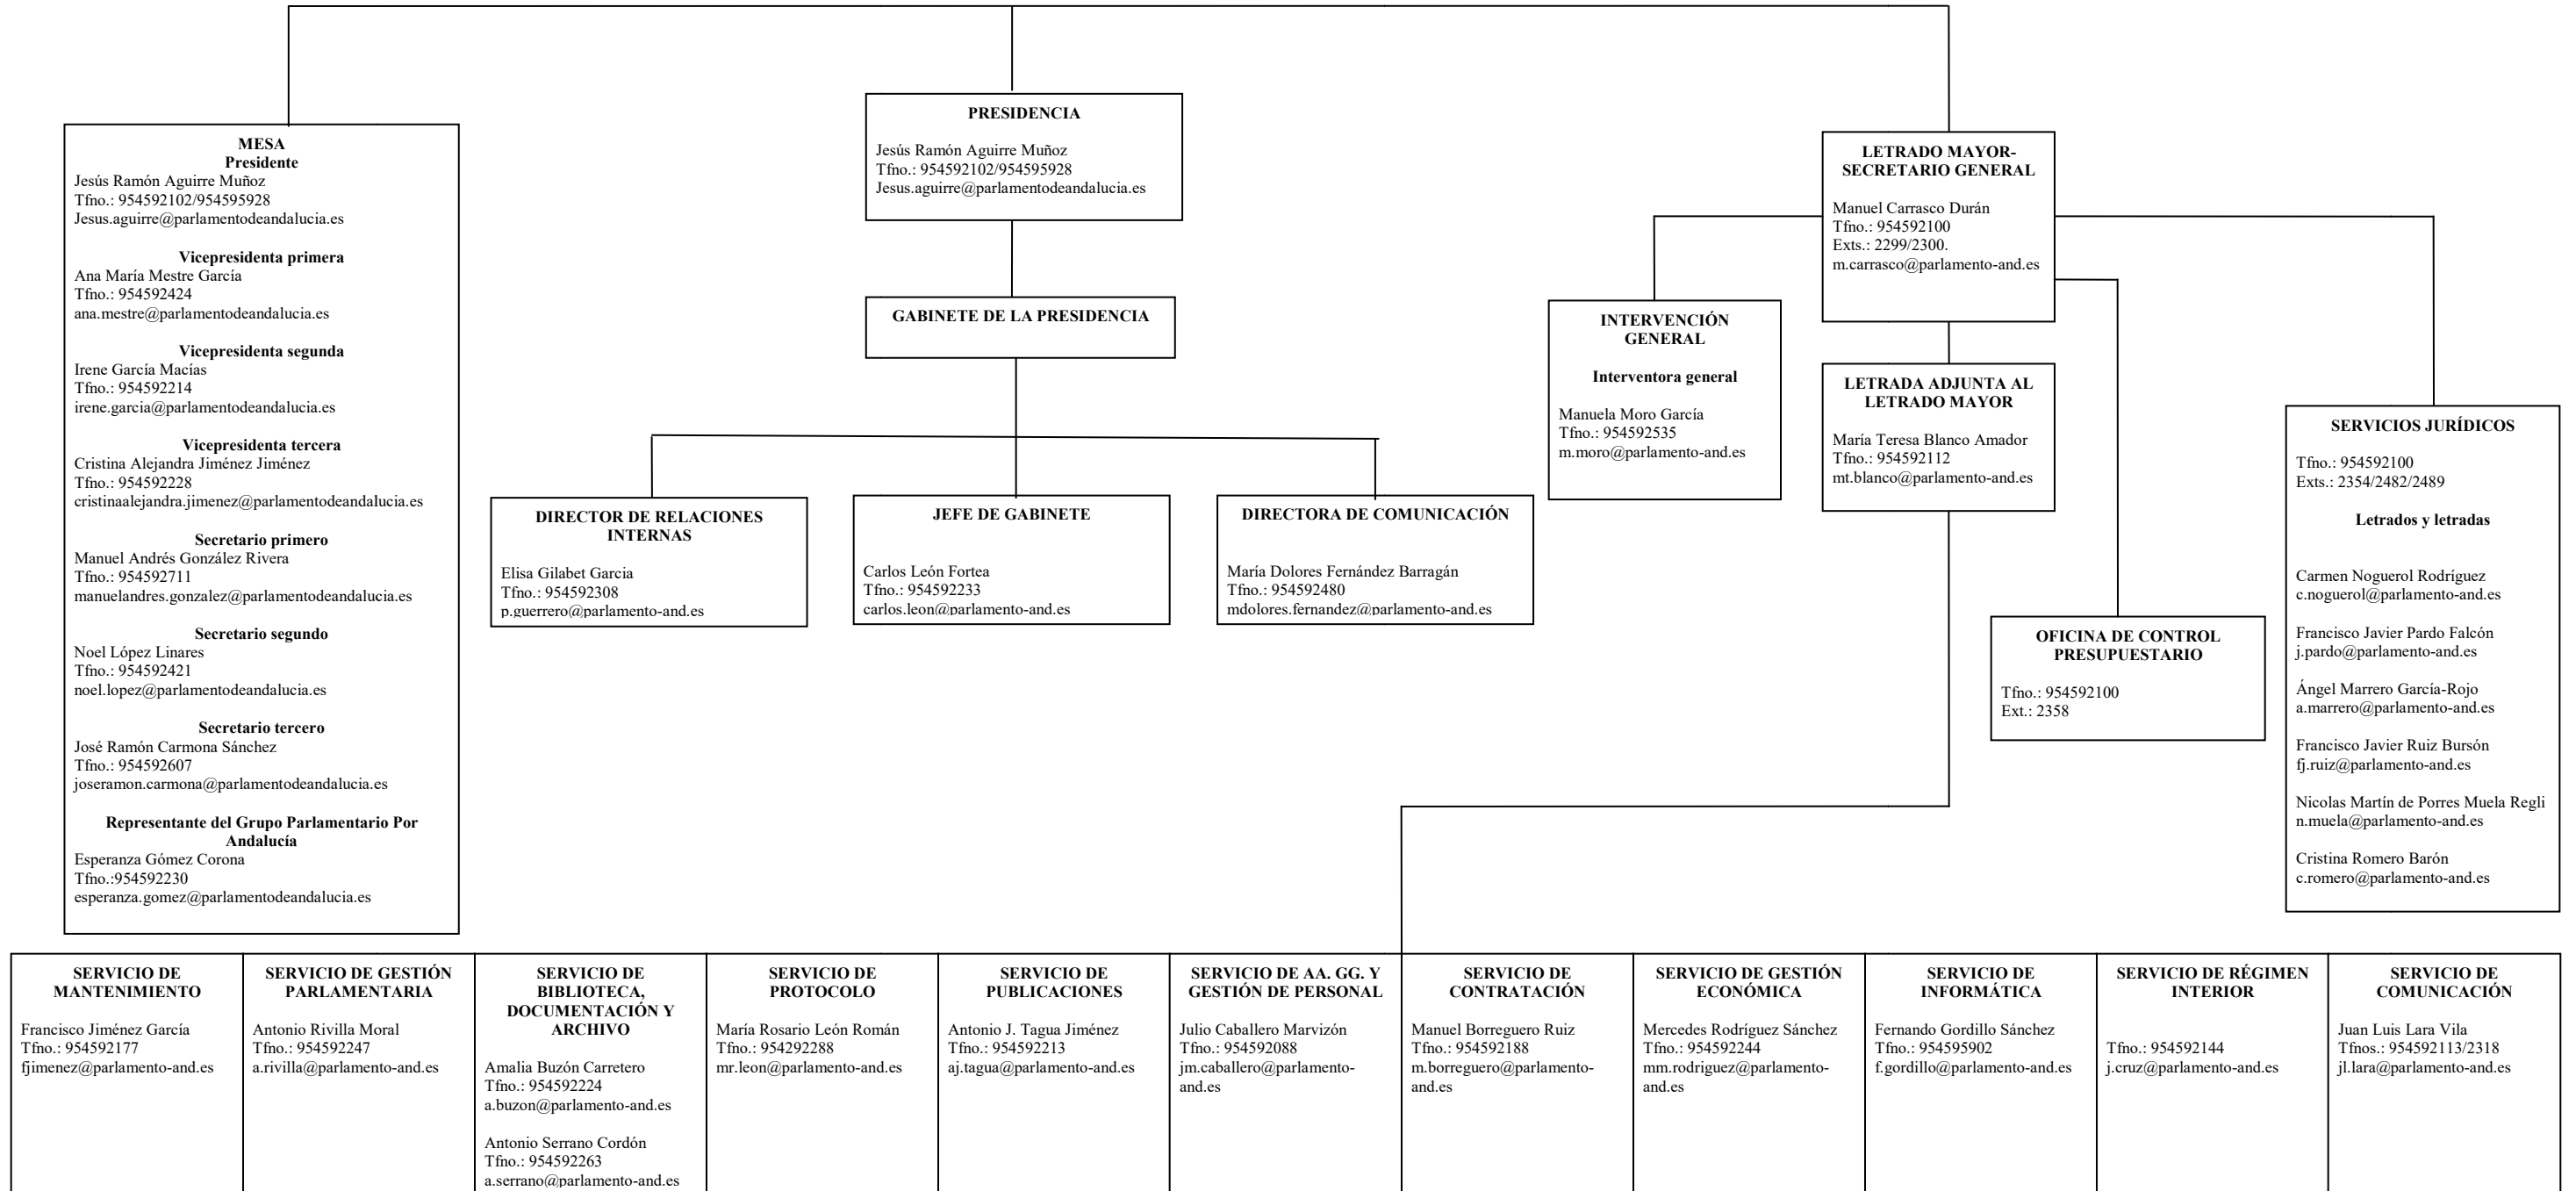 MESA
Presidente
Jesús Ramón Aguirre Muñoz
Tfno.: 954592102/954595928
Jesus.aguirre@parlamentodeandalucia.es
Vicepresidenta primera
Ana María Mestre García
Tfno.: 954592424
ana.mestre@parlamentodeandalucia.es
Vicepresidenta segunda
Irene García Macías
Tfno.: 954592214
irene.garcia@parlamentodeandalucia.es
Vicepresidenta tercera
Cristina Alejandra Jiménez Jiménez
Tfno.: 954592228
cristinaalejandra.jimenez@parlamentodeandalucia.es
Secretario primero
Manuel Andrés González Rivera
Tfno.: 954592711
manuelandres.gonzalez@parlamentodeandalucia.es
Secretario segundo
Noel López Linares
Tfno.: 954592421
noel.lopez@parlamentodeandalucia.es
Secretario tercero
José Ramón Carmona Sánchez
Tfno.: 954592607
joseramon.carmona@parlamentodeandalucia.es
Representante del Grupo Parlamentario Por
Andalucía
Esperanza Gómez Corona
Tfno.:954592230
esperanza.gomez@parlamentodeandalucia.es
PRESIDENCIA
Jesús Ramón Aguirre Muñoz
Tfno.: 954592102/954595928
Jesus.aguirre@parlamentodeandalucia.es
GABINETE DE LA PRESIDENCIA
DIRECTOR DE RELACIONES
INTERNAS
Elisa Gilabet Garcia
Tfno.: 954592308
p.guerrero@parlamento-and.es
JEFE DE GABINETE
Carlos León Fortea
Tfno.: 954592233
carlos.leon@parlamento-and.es
DIRECTORA DE COMUNICACIÓN
María Dolores Fernández Barragán
Tfno.: 954592480
mdolores.fernandez@parlamento-and.es
LETRADO MAYOR-
SECRETARIO GENERAL
Manuel Carrasco Durán
Tfno.: 954592100
Exts.: 2299/2300.
m.carrasco@parlamento-and.es
INTERVENCIÓN
GENERAL
Interventora general
Manuela Moro García
Tfno.: 954592535
m.moro@parlamento-and.es
LETRADA ADJUNTA AL
LETRADO MAYOR
María Teresa Blanco Amador
Tfno.: 954592112
mt.blanco@parlamento-and.es
OFICINA DE CONTROL
PRESUPUESTARIO
Tfno.: 954592100
Ext.: 2358
SERVICIOS JURÍDICOS
Tfno.: 954592100
Exts.: 2354/2482/2489
Letrados y letradas
Carmen Noguerol Rodríguez
c.noguerol@parlamento-and.es
Francisco Javier Pardo Falcón
j.pardo@parlamento-and.es
Ángel Marrero García-Rojo
a.marrero@parlamento-and.es
Francisco Javier Ruiz Bursón
fj.ruiz@parlamento-and.es
Nicolas Martín de Porres Muela Regli
n.muela@parlamento-and.es
Cristina Romero Barón
c.romero@parlamento-and.es
SERVICIO DE
MANTENIMIENTO
Francisco Jiménez García
Tfno.: 954592177
fjimenez@parlamento-and.es
SERVICIO DE GESTIÓN
PARLAMENTARIA
Antonio Rivilla Moral
Tfno.: 954592247
a.rivilla@parlamento-and.es
SERVICIO DE
BIBLIOTECA,
DOCUMENTACIÓN Y
ARCHIVO
Amalia Buzón Carretero
Tfno.: 954592224
a.buzon@parlamento-and.es
Antonio Serrano Cordón
Tfno.: 954592263
a.serrano@parlamento-and.es
SERVICIO DE
PROTOCOLO
María Rosario León Román
Tfno.: 954292288
mr.leon@parlamento-and.es
SERVICIO DE
PUBLICACIONES
Antonio J. Tagua Jiménez
Tfno.: 954592213
aj.tagua@parlamento-and.es
SERVICIO DE AA. GG. Y
GESTIÓN DE PERSONAL
Julio Caballero Marvizón
Tfno.: 954592088
jm.caballero@parlamento-
and.es
SERVICIO DE
CONTRATACIÓN
Manuel Borreguero Ruiz
Tfno.: 954592188
m.borreguero@parlamento-
and.es
SERVICIO DE GESTIÓN
ECONÓMICA
Mercedes Rodríguez Sánchez
Tfno.: 954592244
mm.rodriguez@parlamento-
and.es
SERVICIO DE
INFORMÁTICA
Fernando Gordillo Sánchez
Tfno.: 954595902
f.gordillo@parlamento-and.es
SERVICIO DE RÉGIMEN
INTERIOR
Tfno.: 954592144
j.cruz@parlamento-and.es
SERVICIO DE
COMUNICACIÓN
Juan Luis Lara Vila
Tfnos.: 954592113/2318
jl.lara@parlamento-and.es